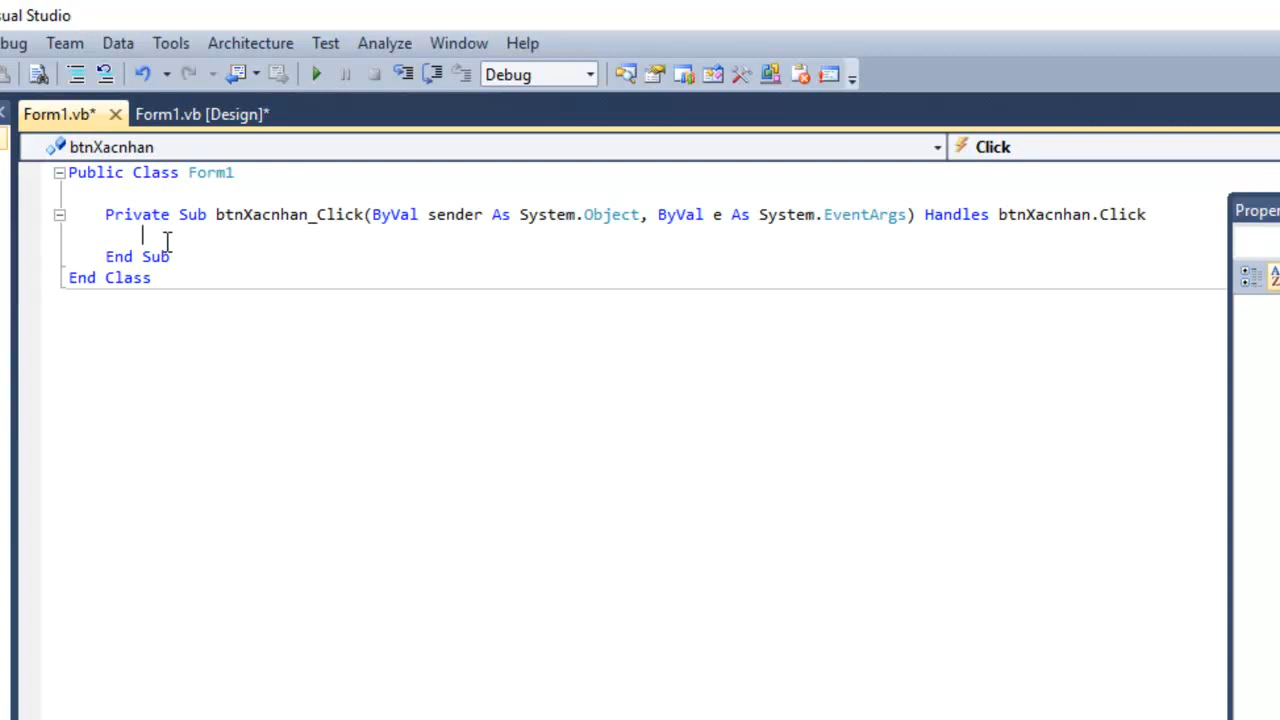 sual Studio
bug Team Data Tools Architecture Test Analyze Window Help
Debug
Form1.vb* Form1.vb [Design]*
btnXacnhan Click
Public Class Form1
Private Sub btnXacnhan_Click(ByVal sender As System.Object, ByVal e As System.EventArgs) Handles btnXacnhan.Click
Proper
End Sub
End Class